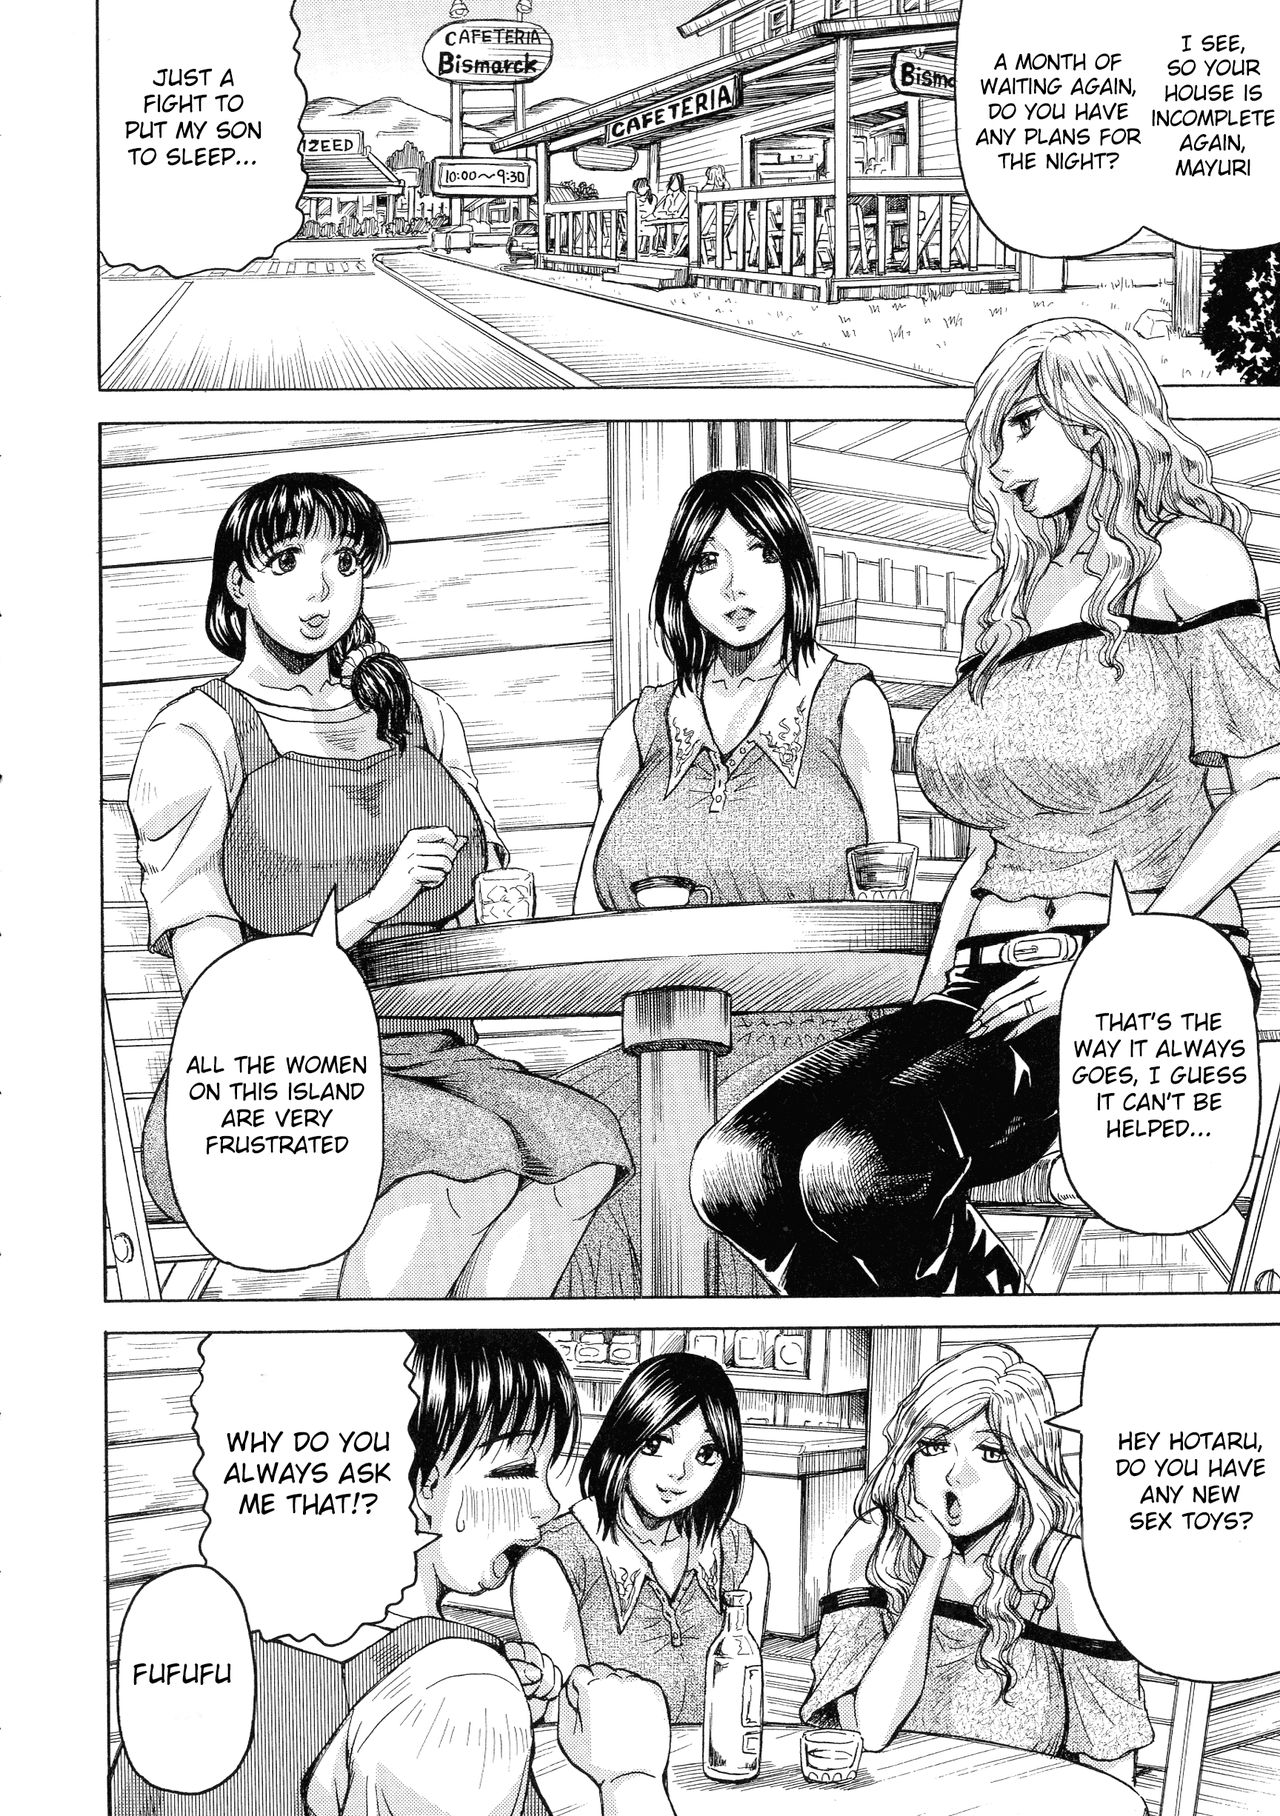 I SEE,
SO YOUR
HOUSE IS
INCOMPLETE
AGAIN,
MAYURI
A MONTH OF
WAITING AGAIN,
DO YOU HAVE
ANY PLANS FOR
THE NIGHT?
CAFETERIA
Bismarck
CAFETERIA
Bisma
IZEED
10:00~9:30
JUST A
FIGHT TO
PUT MY SON
TO SLEEP...
THAT'S THE
WAY IT ALWAYS
GOES, I GUESS
IT CAN'T BE
HELPED...
ALL THE WOMEN
ON THIS ISLAND
ARE VERY
FRUSTRATED
HEY HOTARU,
DO YOU HAVE
ANY NEW
SEX TOYS?
WHY DO YOU
ALWAYS ASK
ME THAT!?
FUFUFU